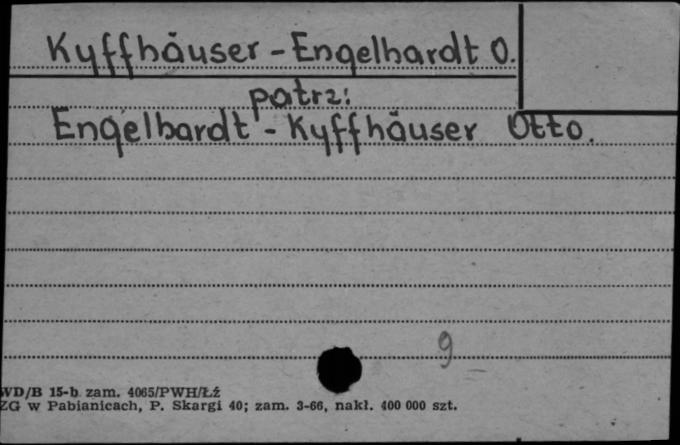 Kyffhäuser - Engelhardt O.
patrz:
Engelhardt - Kyffhäuser Otto.
9
WD/B 15-b zam. 4065/PWH/Łź
ZG w Pabianicach, P. Skargi 40; zam. 3-66, nakł. 400 000 szt.